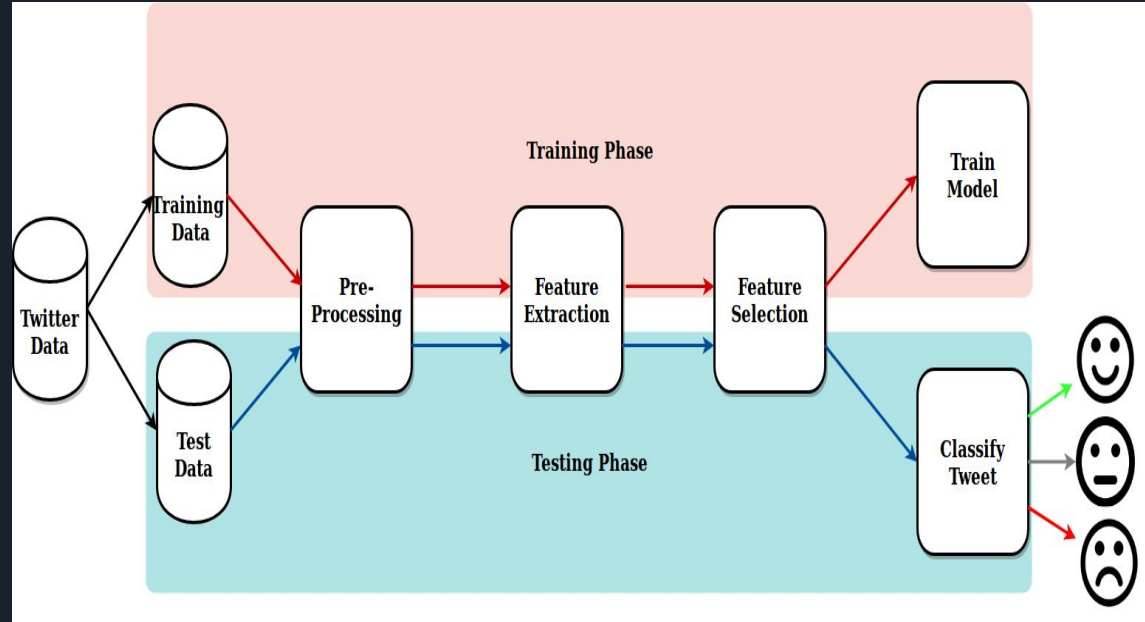 Training Phase
Train
Model
Training
Data
Pre-
Processing
Feature
Extraction
Feature
Selection
Twitter
Data
Test
Data
Testing Phase
Classify
Tweet